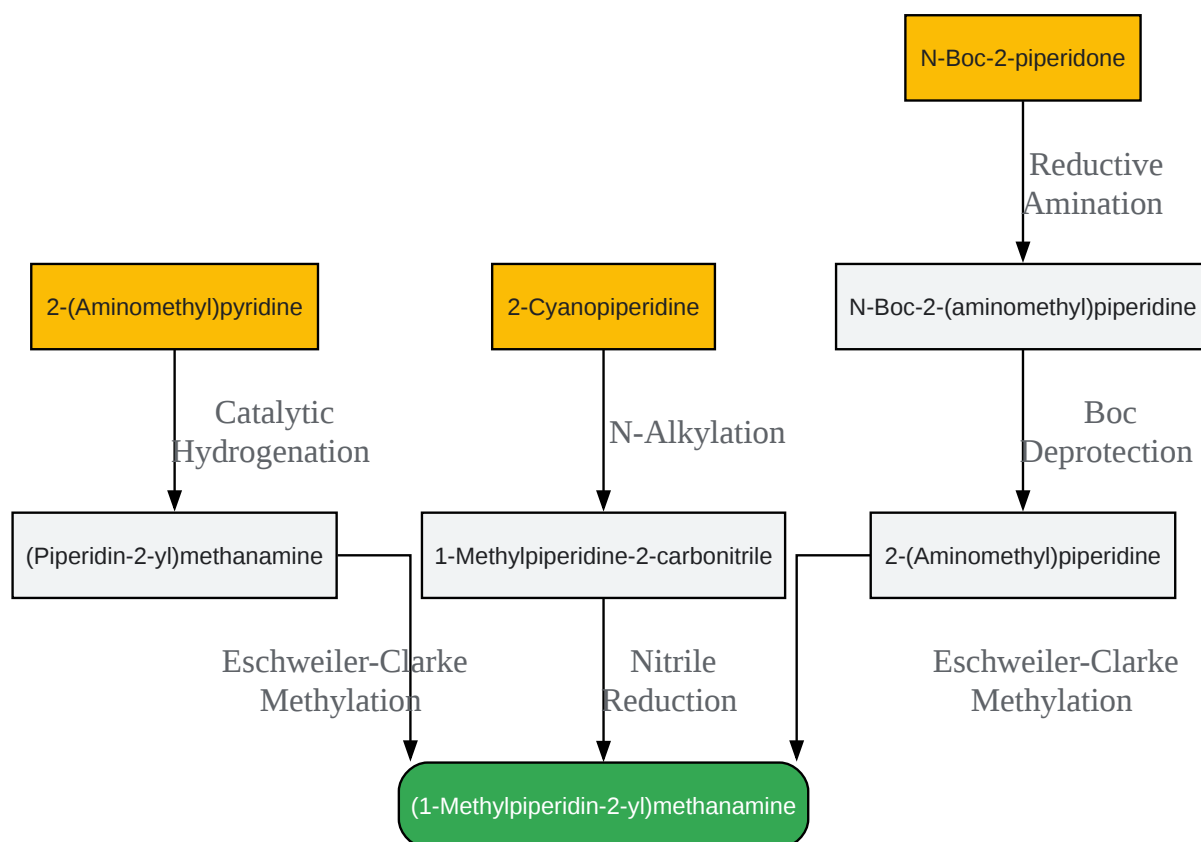 N-Boc-2-piperidone
Reductive
Amination
2-(Aminomethyl)pyridine
2-Cyanopiperidine
N-Boc-2-(aminomethyl)piperidine
Catalytic
Hydrogenation
N-Alkylation
Boc
Deprotection
(Piperidin-2-yl)methanamine
1-Methylpiperidine-2-carbonitrile
2-(Aminomethyl)piperidine
Eschweiler-Clarke
Methylation
Nitrile
Reduction
Eschweiler-Clarke
Methylation
(1-Methylpiperidin-2-yl)methanamine